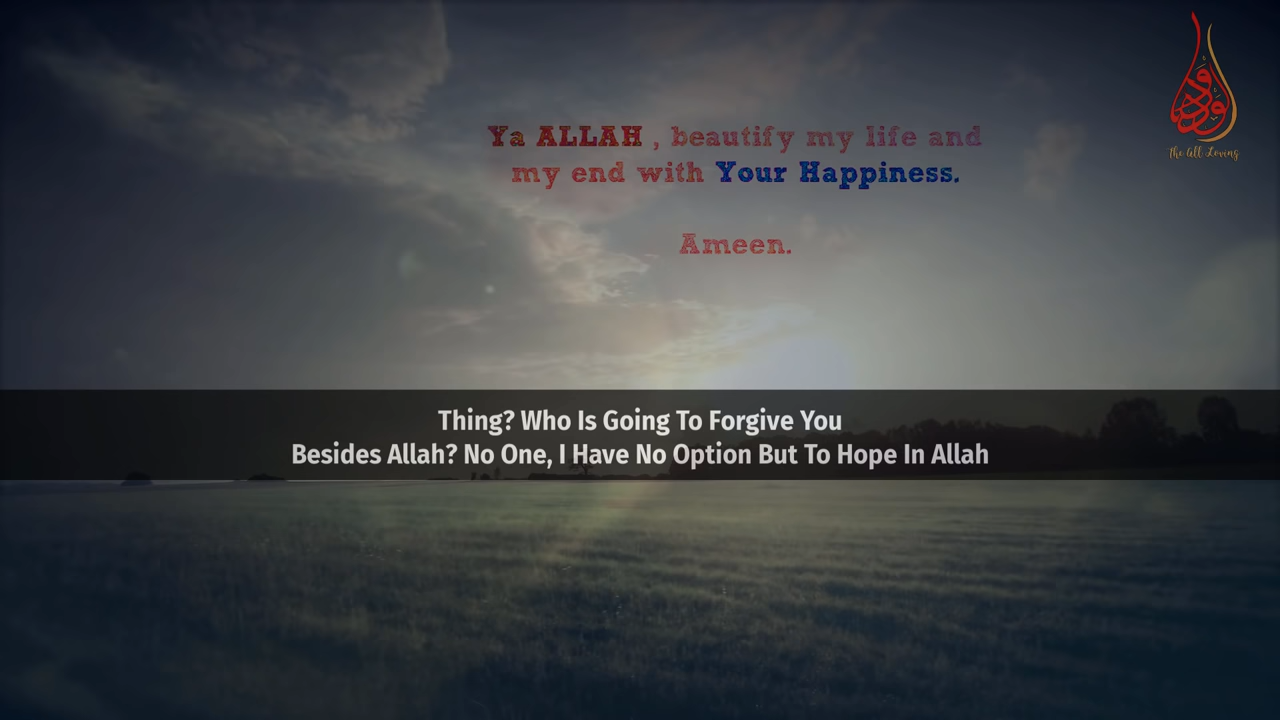 Ya ALLAH , beautify my life and
my end with Your Happiness.
Ameen.
الودود
The All Loving
Thing? Who Is Going To Forgive You
Besides Allah? No One, I Have No Option But To Hope In Allah